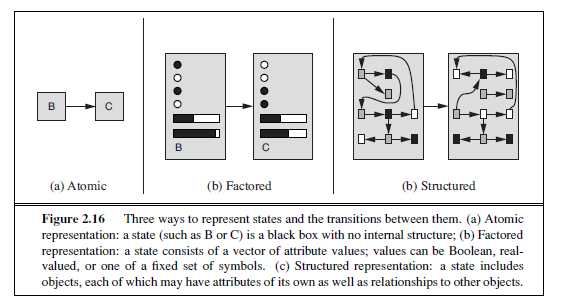 B
C
B
C
(a) Atomic
(b) Factored
(c) Structured
Figure 2.16 Three ways to represent states and the transitions between them. (a) Atomic
representation: a state (such as B or C) is a black box with no internal structure; (b) Factored
representation: a state consists of a vector of attribute values; values can be Boolean, real-
valued, or one of a fixed set of symbols. (c) Structured representation: a state includes
objects, each of which may have attributes of its own as well as relationships to other objects.